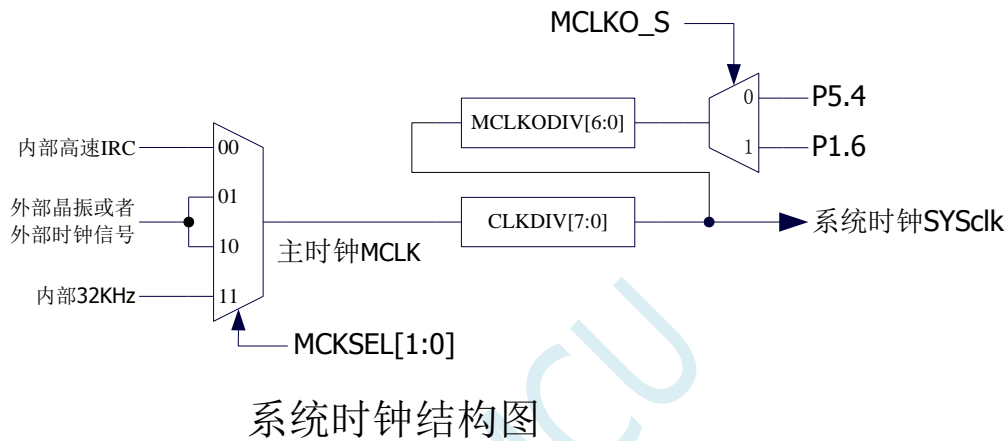 MCLKO_S
0
P5.4
MCLKODIV[6:0]
1
P1.6
内部高速IRC
00
外部晶振或者
外部时钟信号
01
10
CLKDIV[7:0]
系统时钟SYSclk
主时钟MCLK
内部32KHz
11
MCKSEL[1:0]
系统时钟结构图
MCU